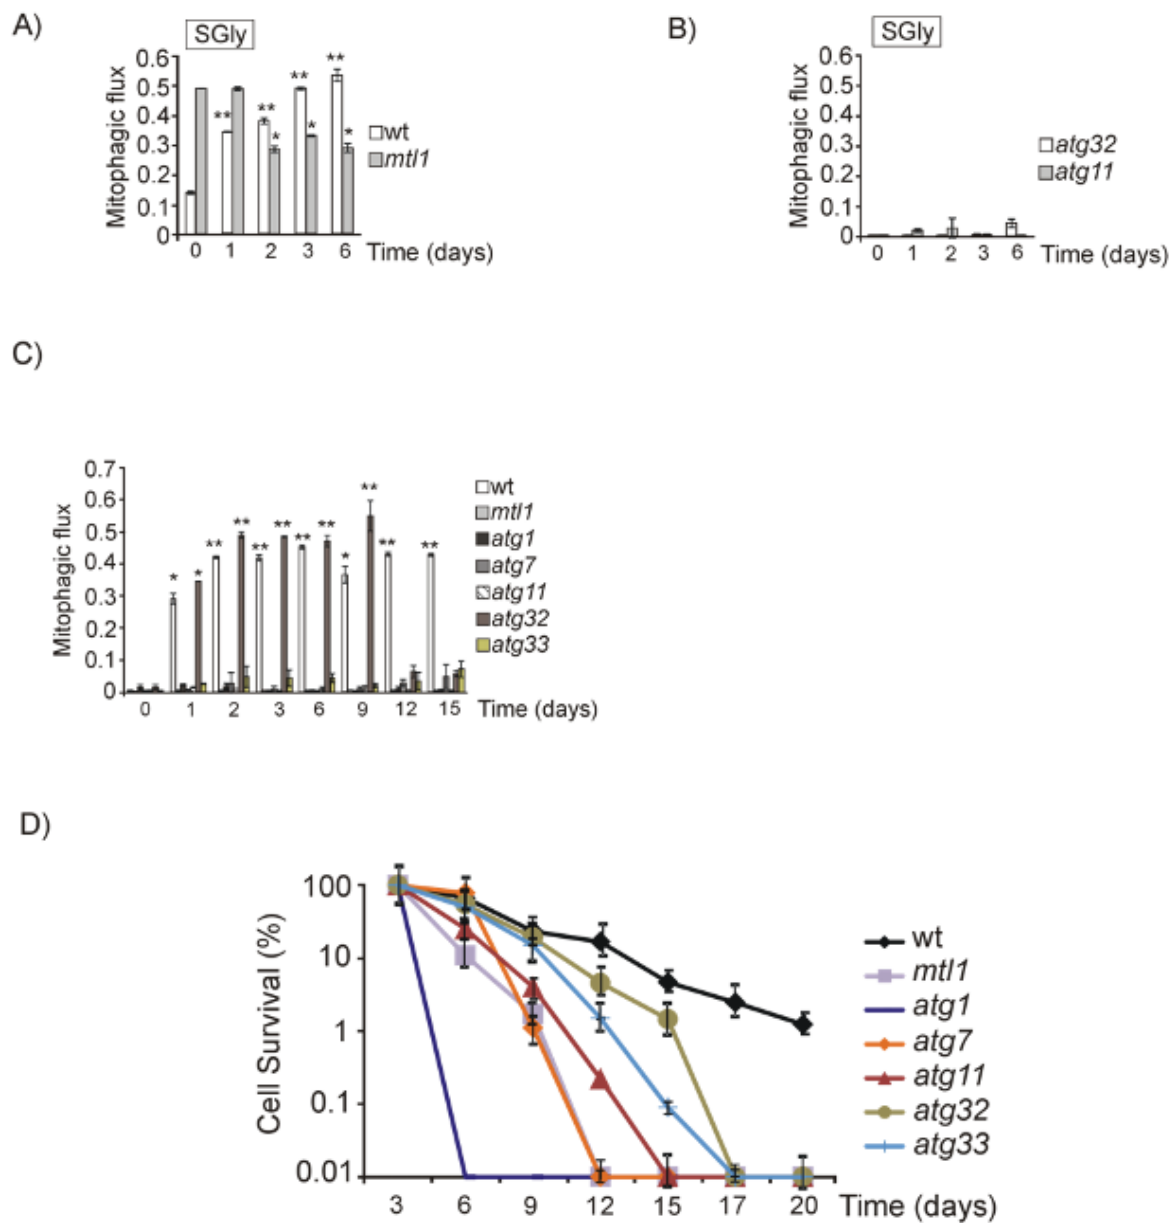 A)
SGly
Mitophagic flux
0.6
0.5
0.4
0.3
0.2
0.1
0
** ** ** **
* * *
wt
mtl1
0 1 2 3 6 Time (days)
B)
SGly
Mitophagic flux
0.6
0.5
0.4
0.3
0.2
0.1
0
atg32
atg11
0 1 2 3 6 Time (days)
C)
Mitophagic flux
0.7
0.6
0.5
0.4
0.3
0.2
0.1
0
* * ** ** ** ** ** ** * ** ** **
wt
mtl1
atg1
atg7
atg11
atg32
atg33
0 1 2 3 6 9 12 15 Time (days)
D)
Cell Survival (%)
100
10
1
0.1
0.01
wt
mtl1
atg1
atg7
atg11
atg32
atg33
3 6 9 12 15 17 20 Time (days)